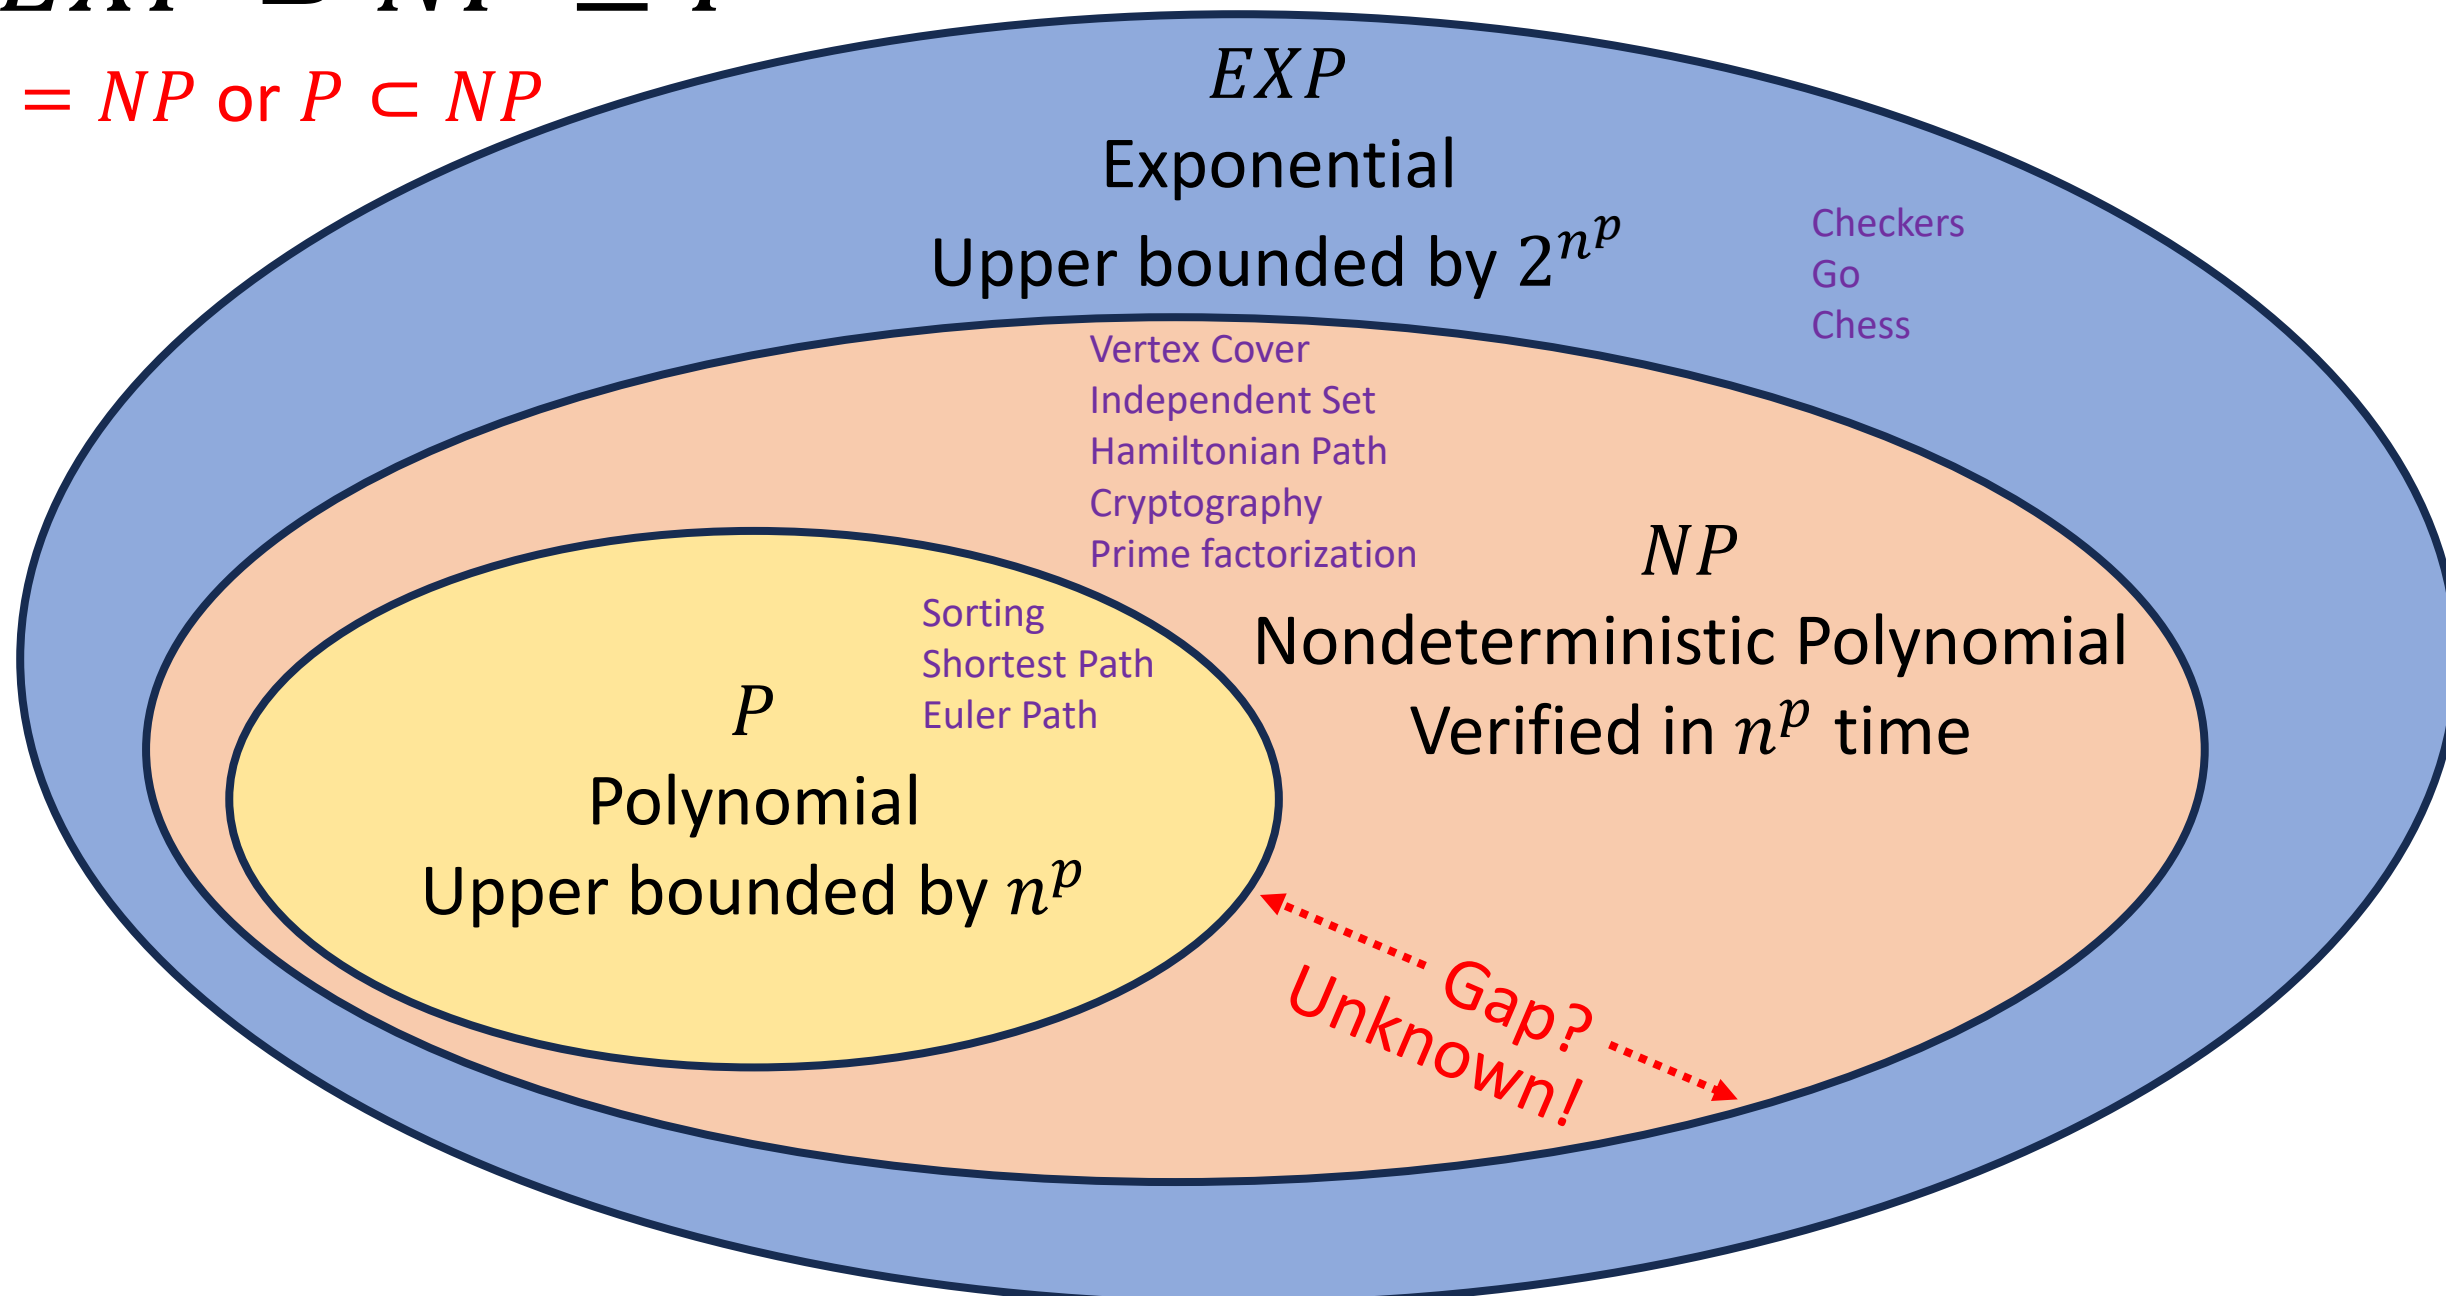 = NP or P ⊂ NP
EXP
Exponential
Upper bounded by 2^{n^p}
Checkers
Go
Chess
Vertex Cover
Independent Set
Hamiltonian Path
Cryptography
Prime factorization
NP
Nondeterministic Polynomial
Verified in n^p time
Sorting
Shortest Path
Euler Path
P
Polynomial
Upper bounded by n^p
Gap?
Unknown!